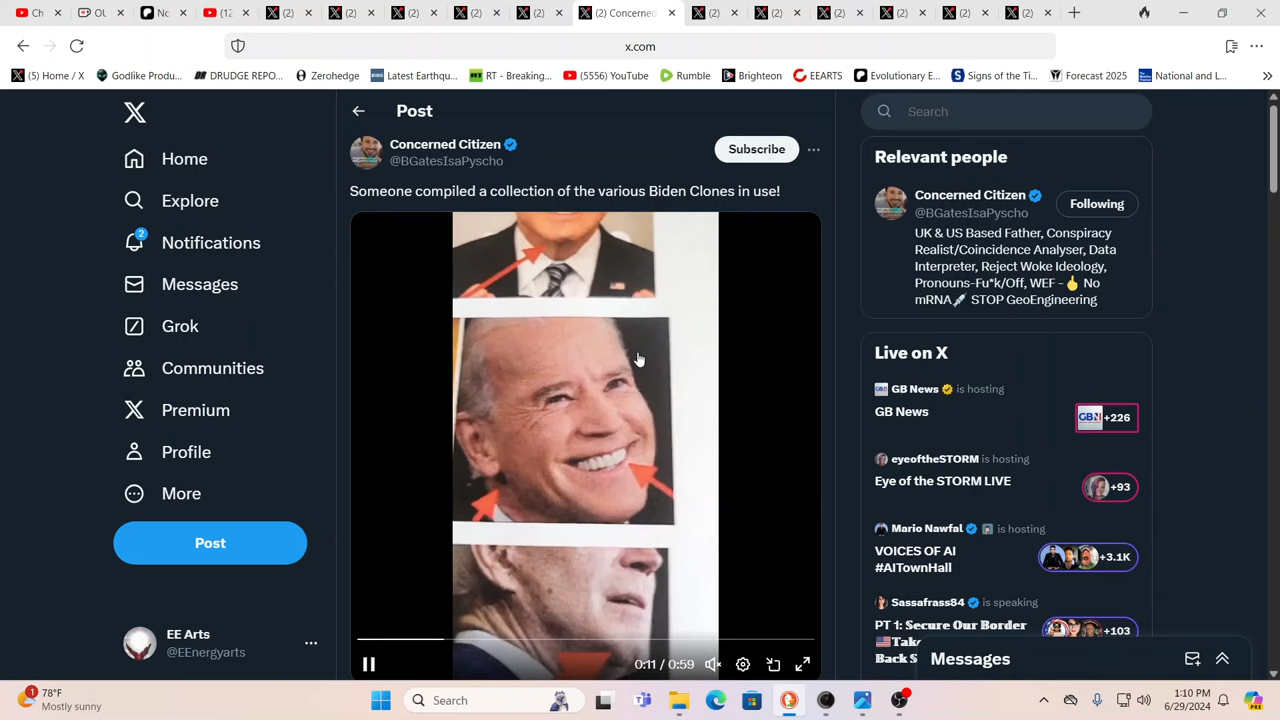 (2) Concerned
x.com
(5) Home / X
Godlike Produ...
DRUDGE REPO...
Zerohedge
Latest Earthqu...
RT - Breaking...
(5556) YouTube
Rumble
Brighteon
EEARTS
Evolutionary E...
Signs of the Ti...
Forecast 2025
National and L...
Home
Explore
2
Notifications
Messages
Grok
Communities
Premium
Profile
More
Post
EE Arts
@EEnergyarts
Post
Concerned Citizen
@BGatesIsaPyscho
Subscribe
Someone compiled a collection of the various Biden Clones in use!
0:11 / 0:59
Search
Relevant people
Concerned Citizen
@BGatesIsaPyscho
Following
UK & US Based Father, Conspiracy
Realist/Coincidence Analyser, Data
Interpreter, Reject Woke Ideology,
Pronouns-Fu*k/Off, WEF - 🖕 No
mRNA💉 STOP GeoEngineering
Live on X
GB News is hosting
GB News
GBN +226
eyeoftheSTORM is hosting
Eye of the STORM LIVE
+93
Mario Nawfal is hosting
VOICES OF AI
#AITownHall
+3.1K
Sassafrass84 is speaking
PT 1: Secure Our Border
+103
Messages
1
78°F
Mostly sunny
Search
1:10 PM
6/29/2024
PRE